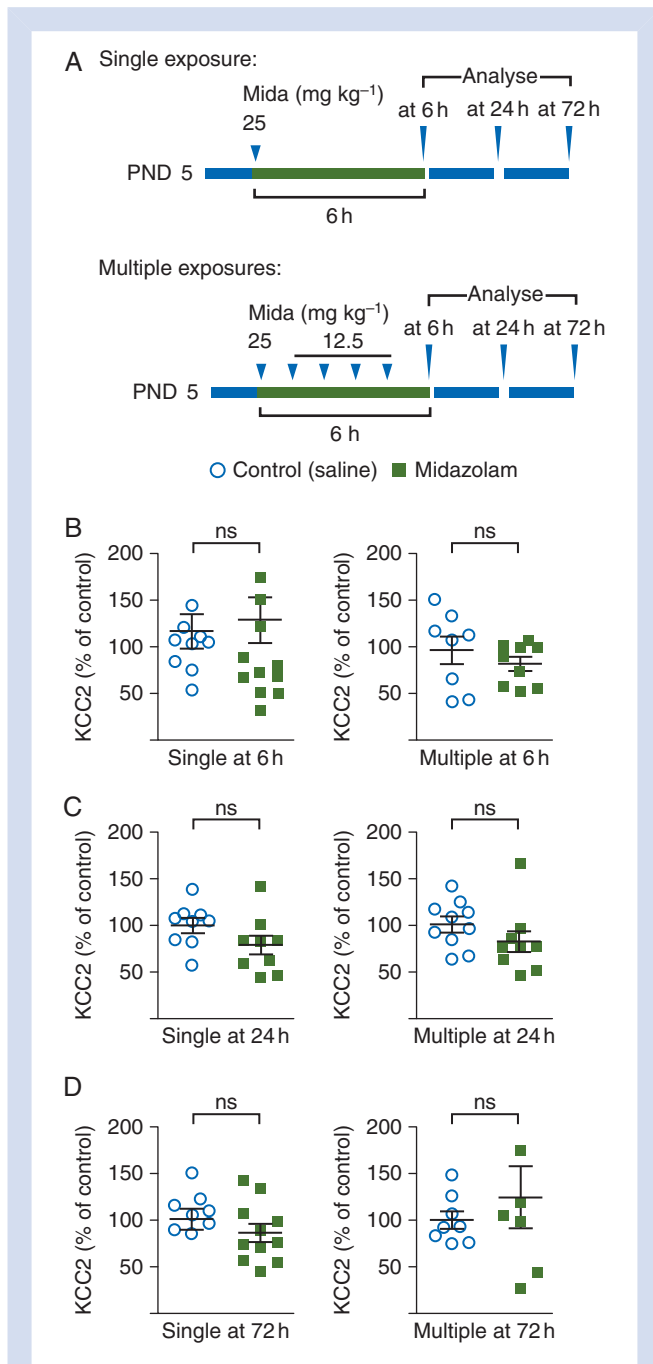 A Single exposure:
Analyse
Mida (mg kg⁻¹)
at 6 h at 24 h at 72 h
25
PND 5
6 h
Multiple exposures:
Analyse
Mida (mg kg⁻¹)
at 6 h at 24 h at 72 h
25 12.5
PND 5
6 h
Control (saline) Midazolam
B
ns
200
150
100
50
KCC2 (% of control)
Single at 6 h
ns
200
150
100
50
KCC2 (% of control)
Multiple at 6 h
C
ns
200
150
100
50
KCC2 (% of control)
Single at 24 h
ns
200
150
100
50
KCC2 (% of control)
Multiple at 24 h
D
ns
200
150
100
50
KCC2 (% of control)
Single at 72 h
ns
200
150
100
50
KCC2 (% of control)
Multiple at 72 h